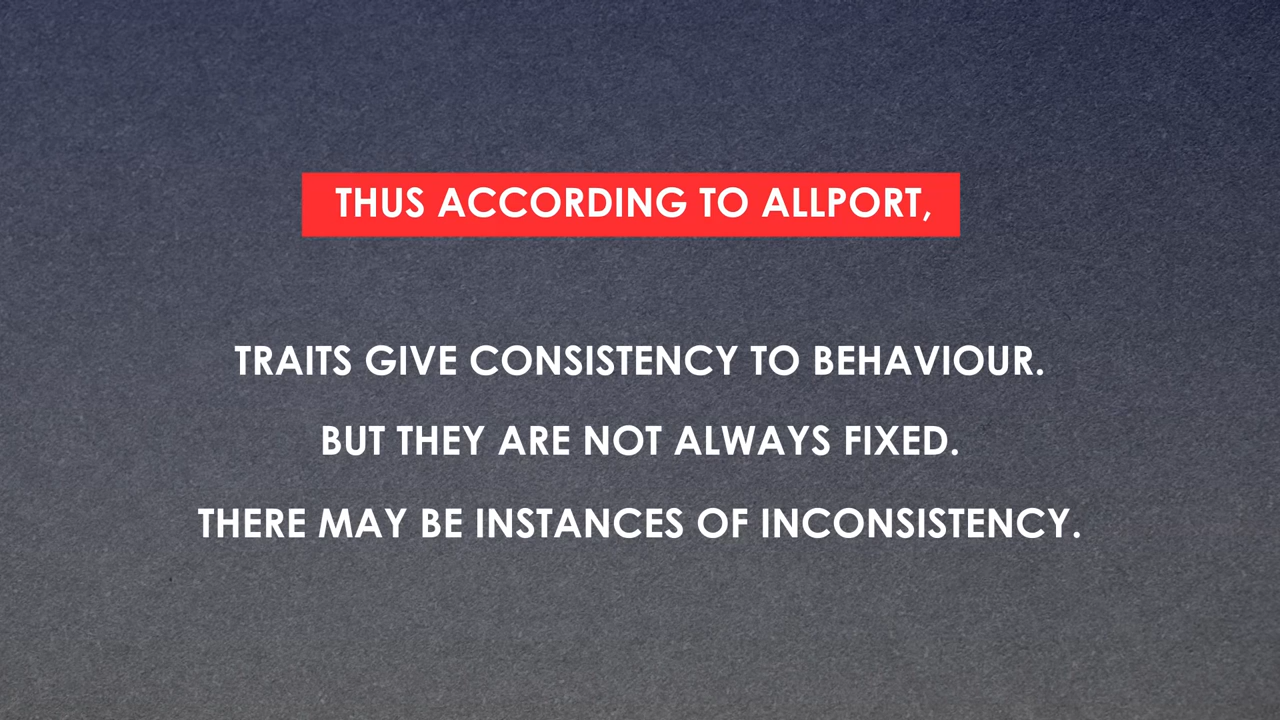 THUS ACCORDING TO ALLPORT,
TRAITS GIVE CONSISTENCY TO BEHAVIOUR.
BUT THEY ARE NOT ALWAYS FIXED.
THERE MAY BE INSTANCES OF INCONSISTENCY.